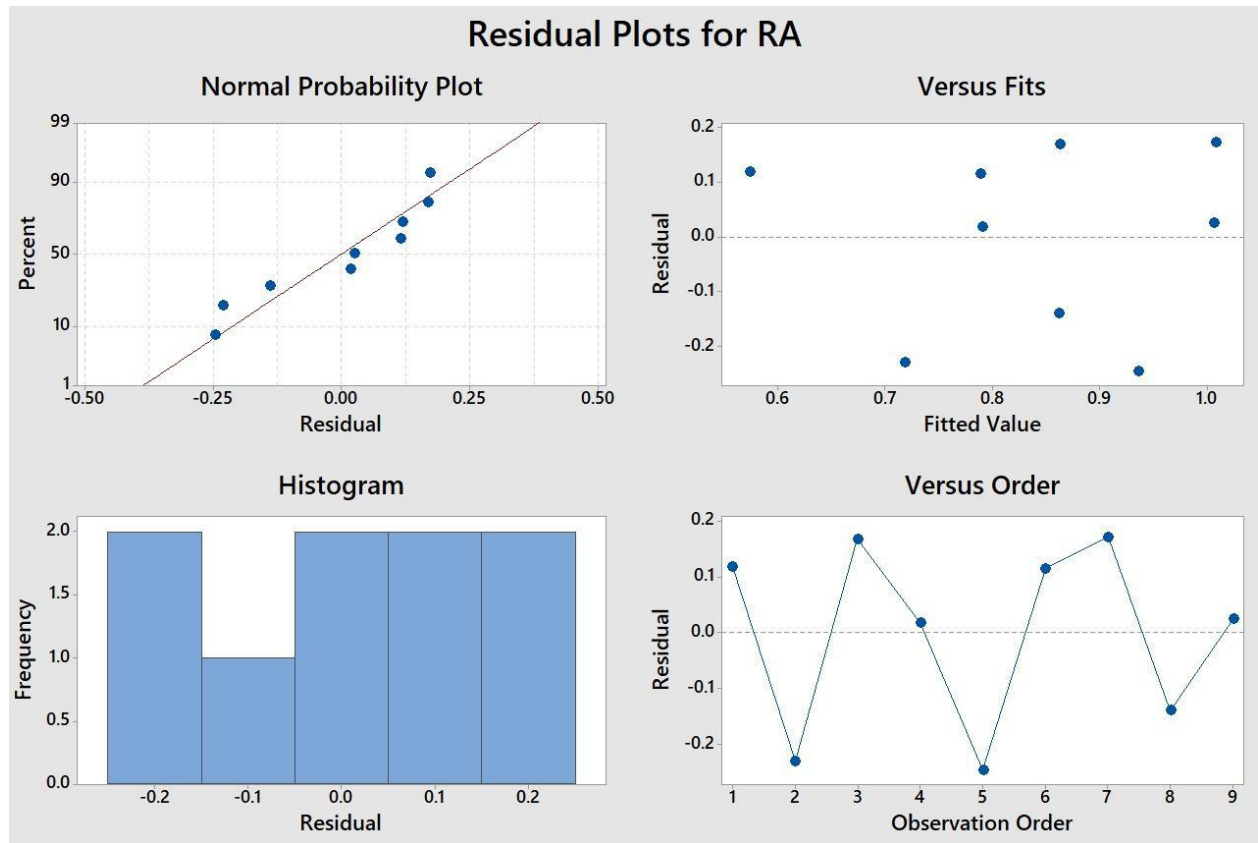 Residual Plots for RA
Normal Probability Plot
99
90
50
10
1
Percent
-0.50 -0.25 0.00 0.25 0.50
Residual
Versus Fits
0.2
0.1
0.0
-0.1
-0.2
Residual
0.6 0.7 0.8 0.9 1.0
Fitted Value
Histogram
2.0
1.5
1.0
0.5
0.0
Frequency
-0.2 -0.1 0.0 0.1 0.2
Residual
Versus Order
0.2
0.1
0.0
-0.1
-0.2
Residual
1 2 3 4 5 6 7 8 9
Observation Order